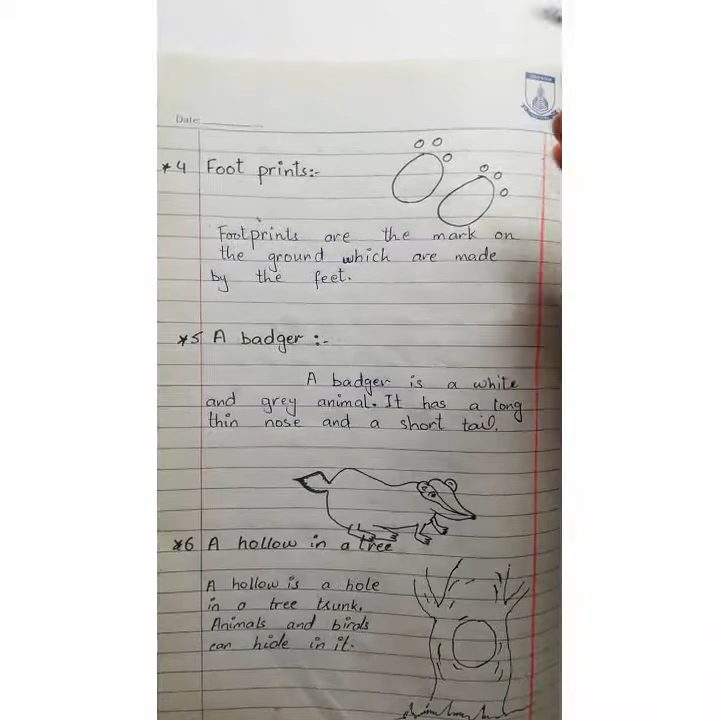 Date:
*4 Foot prints:-
Footprints are the mark on
the ground which are made
by the feet.
*5 A badger :-
A badger is a white
and grey animal. It has a long
thin nose and a short tail.
*6 A hollow in a tree
A hollow is a hole
in a tree trunk,
Animals and birds
can hide in it.